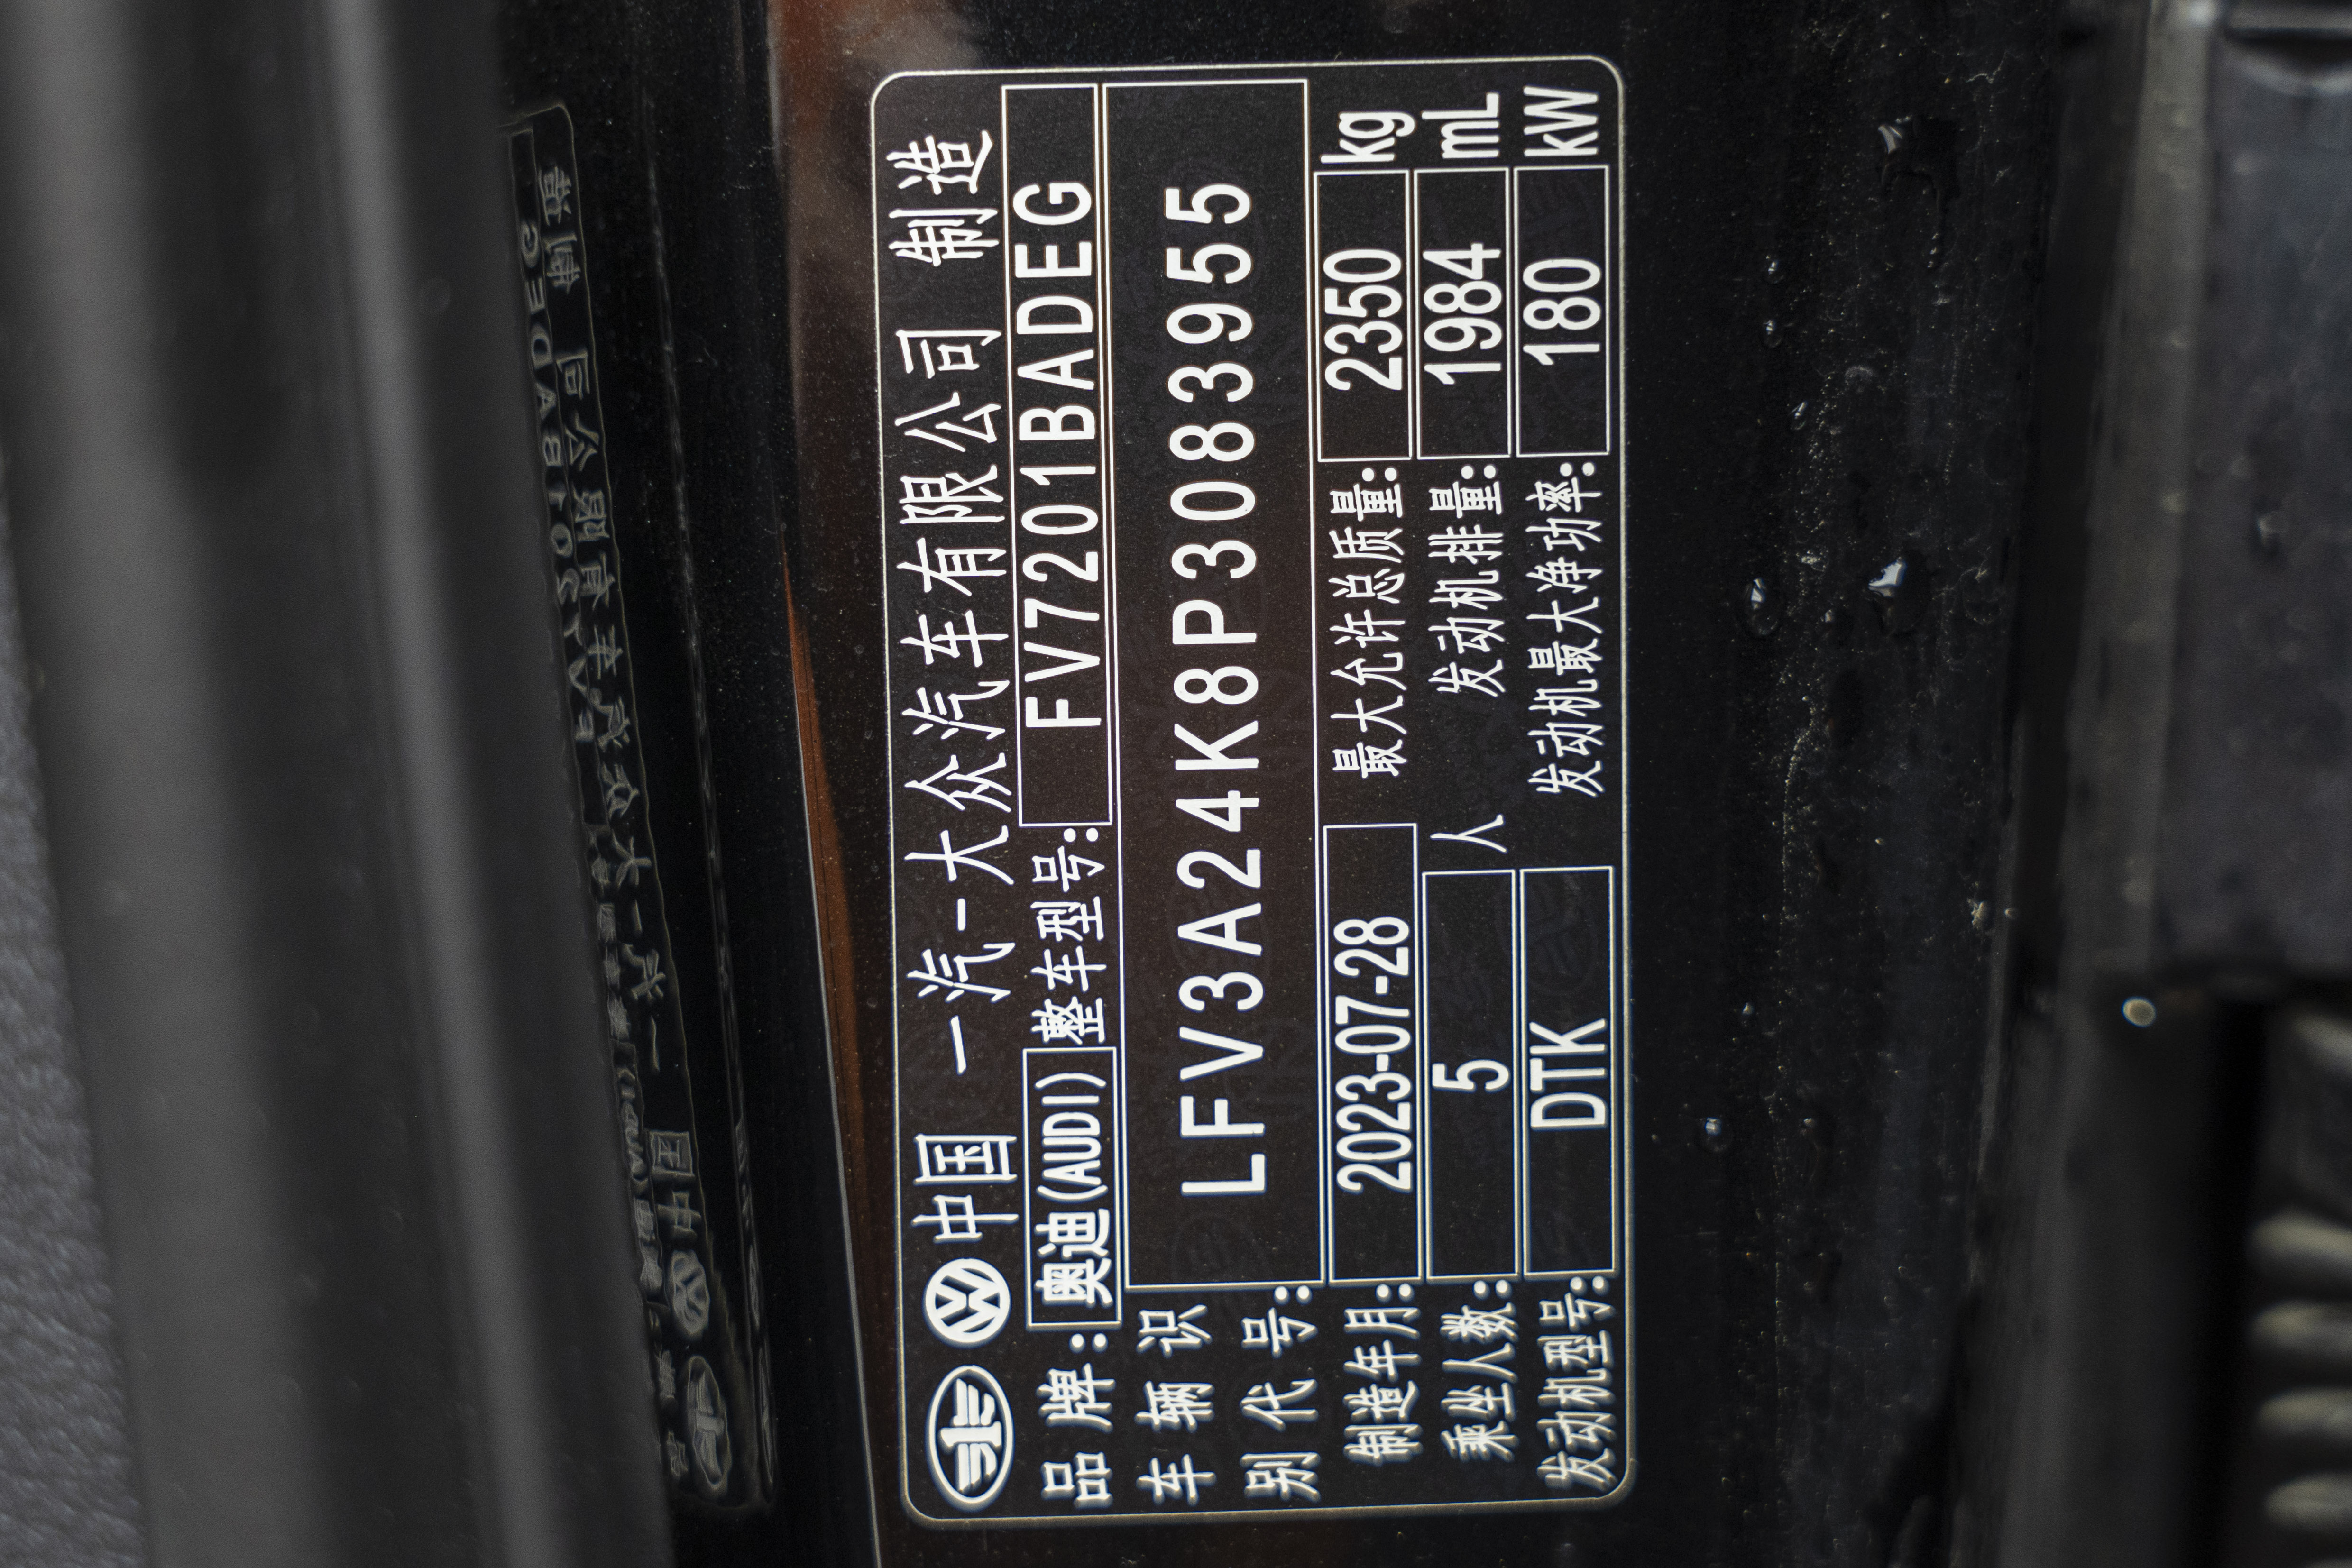 中国 一汽-大众汽车有限公司 制造
品牌: 奥迪(AUDI) 整车型号: FV7201BADEG
车辆识别代号: LFV3A24K8P3083955
制造年月: 2023-07-28 最大允许总质量: 2350 kg
乘坐人数: 5 人 发动机排量: 1984 mL
发动机型号: DTK 发动机最大净功率: 180 kW